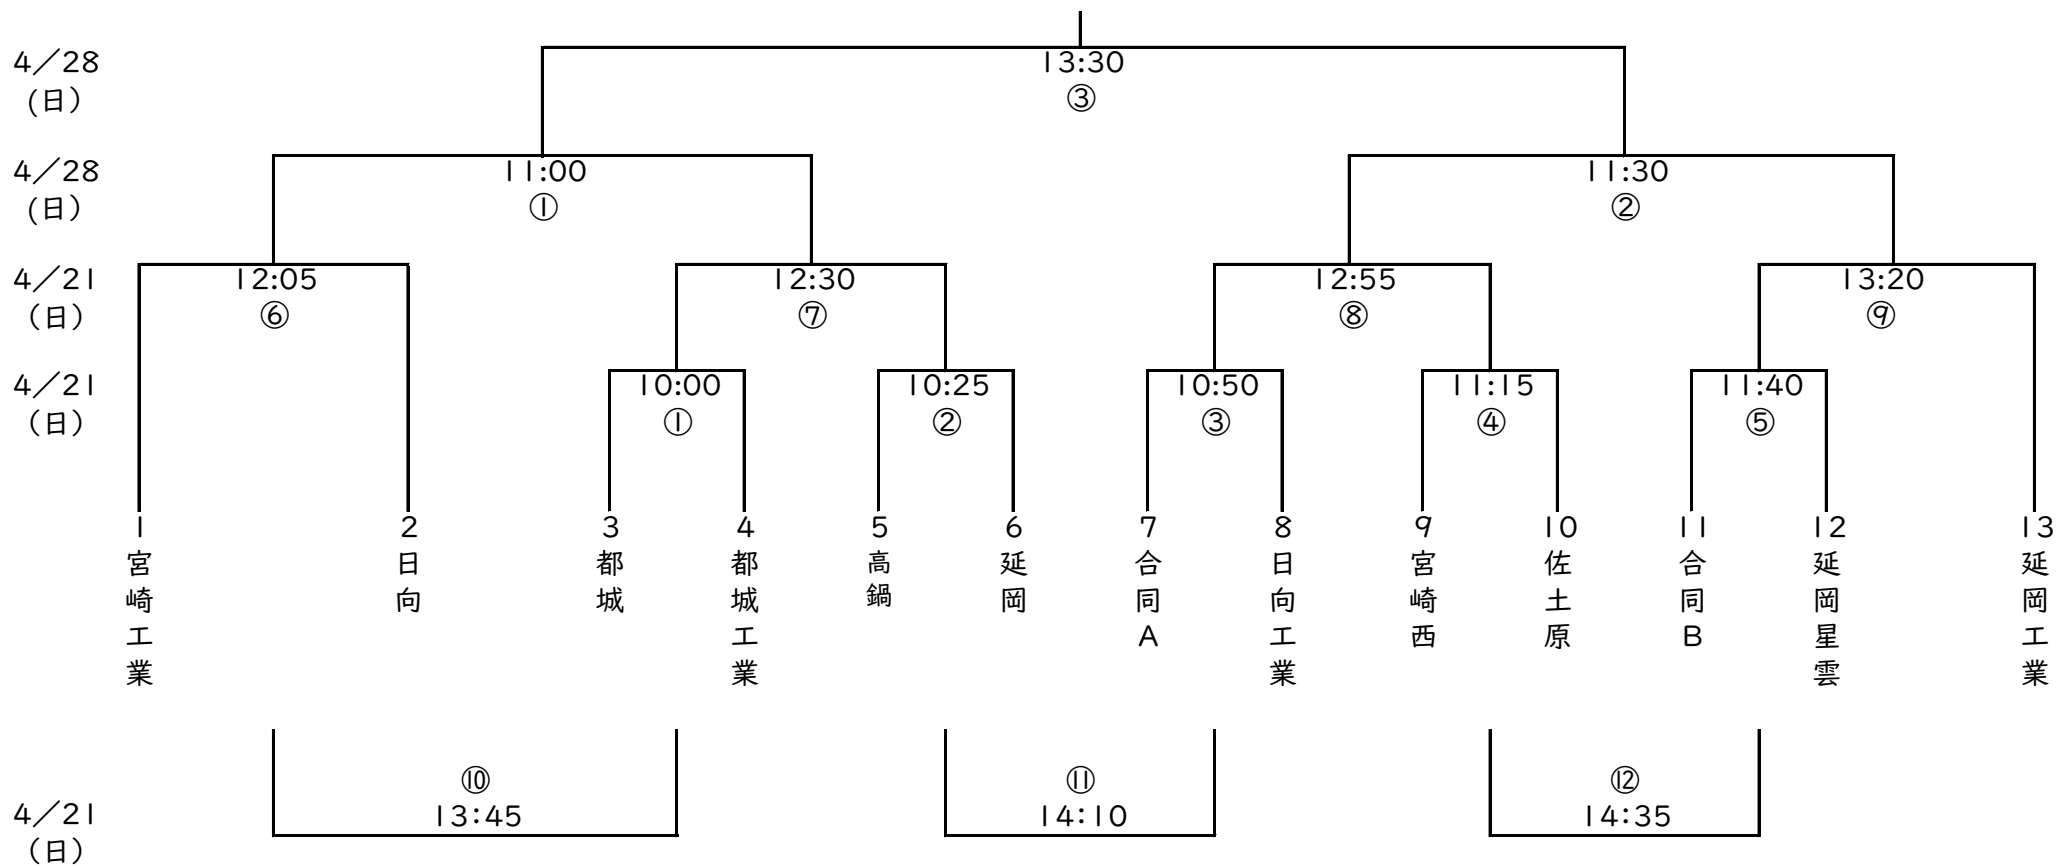 4／28
(日)
13:30
③
4／28
(日)
11:00
①
11:30
②
4／21
(日)
12:05
⑥
12:30
⑦
12:55
⑧
13:20
⑨
4／21
(日)
10:00
①
10:25
②
10:50
③
11:15
④
11:40
⑤
1
宮崎工業
2
日向
3
都城
4
都城工業
5
高鍋
6
延岡
7
合同A
8
日向工業
9
宮崎西
10
佐土原
11
合同B
12
延岡星雲
13
延岡工業
4／21
(日)
⑩
13:45
⑪
14:10
⑫
14:35